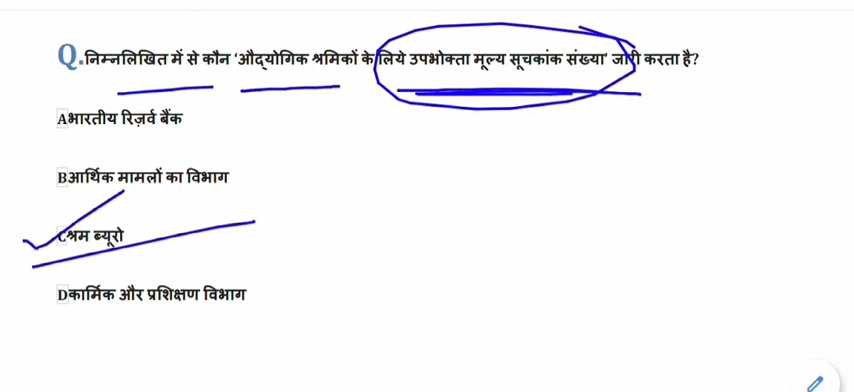 Q.निम्नलिखित में से कौन ‘औद्योगिक श्रमिकों के लिये उपभोक्ता मूल्य सूचकांक संख्या’ जारी करता है?
Aभारतीय रिज़र्व बैंक
Bआर्थिक मामलों का विभाग
Cश्रम ब्यूरो
Dकार्मिक और प्रशिक्षण विभाग